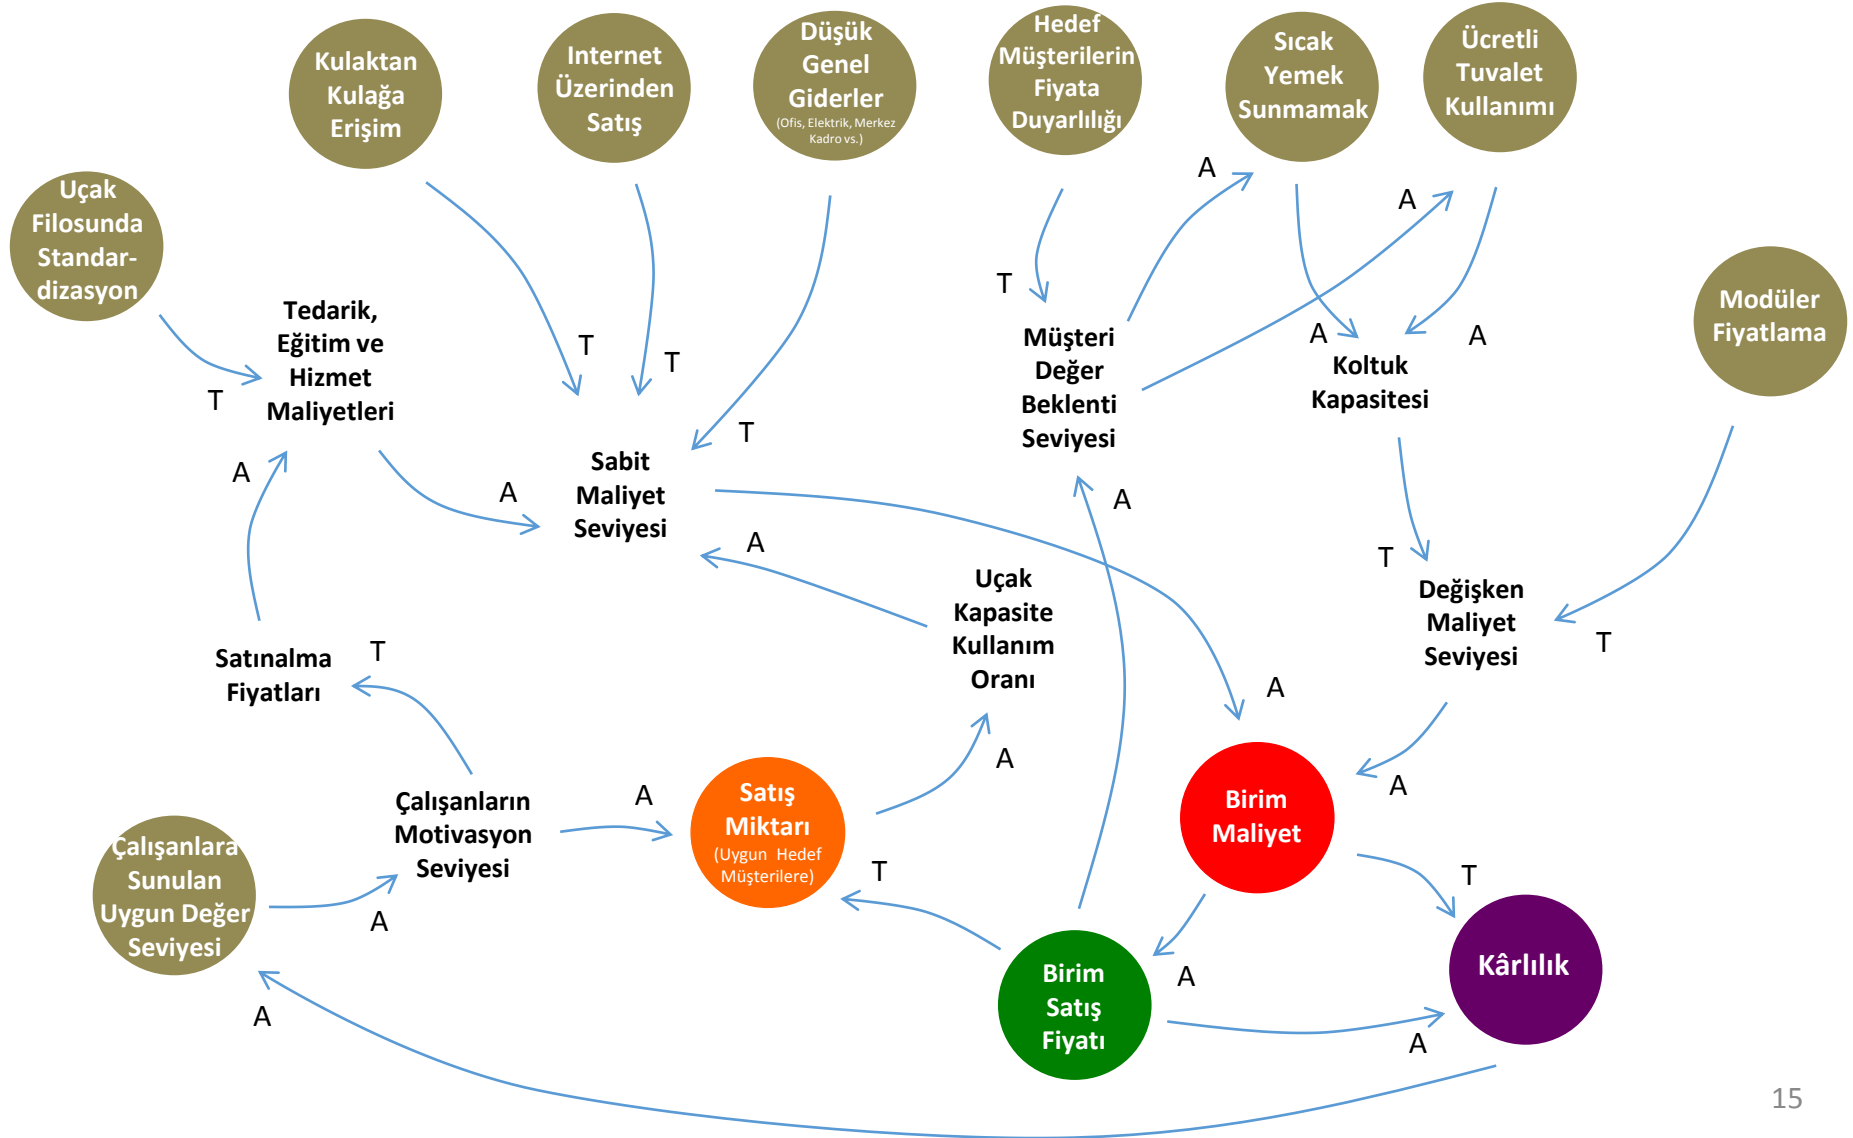 Kulaktan
Kulağa
Erişim
Internet
Üzerinden
Satış
Düşük
Genel
Giderler
(Ofis, Elektrik, Merkez
Kadro vs.)
Hedef
Müşterilerin
Fiyata
Duyarlılığı
Sıcak
Yemek
Sunmamak
Ücretli
Tuvalet
Kullanımı
Uçak
Filosunda
Standar-
dizasyon
Modüler
Fiyatlama
A
A
T
Tedarik,
Eğitim ve
Hizmet
Maliyetleri
T
T
T
T
A
Müşteri
Değer
Beklenti
Seviyesi
A
A
Koltuk
Kapasitesi
A
Sabit
Maliyet
Seviyesi
A
A
T
T
Uçak
Kapasite
Kullanım
Oranı
Değişken
Maliyet
Seviyesi
Satınalma
Fiyatları
T
A
A
A
Çalışanların
Motivasyon
Seviyesi
A
Satış
Miktarı
(Uygun Hedef
Müşterilere)
T
Birim
Maliyet
T
Çalışanlara
Sunulan
Uygun Değer
Seviyesi
A
A
Birim
Satış
Fiyatı
A
A
Kârlılık
15